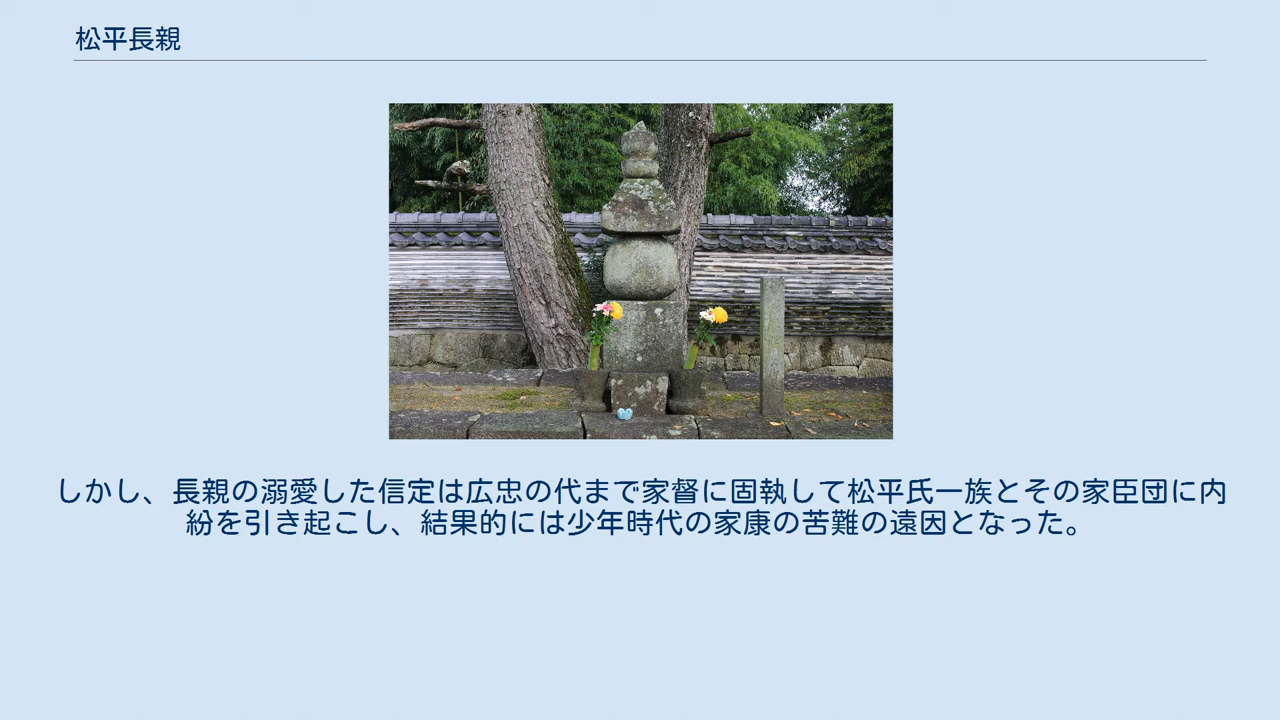 松平長親
しかし、長親の溺愛した信定は広忠の代まで家督に固執して松平氏一族とその家臣団に内
紛を引き起こし、結果的には少年時代の家康の苦難の遠因となった。